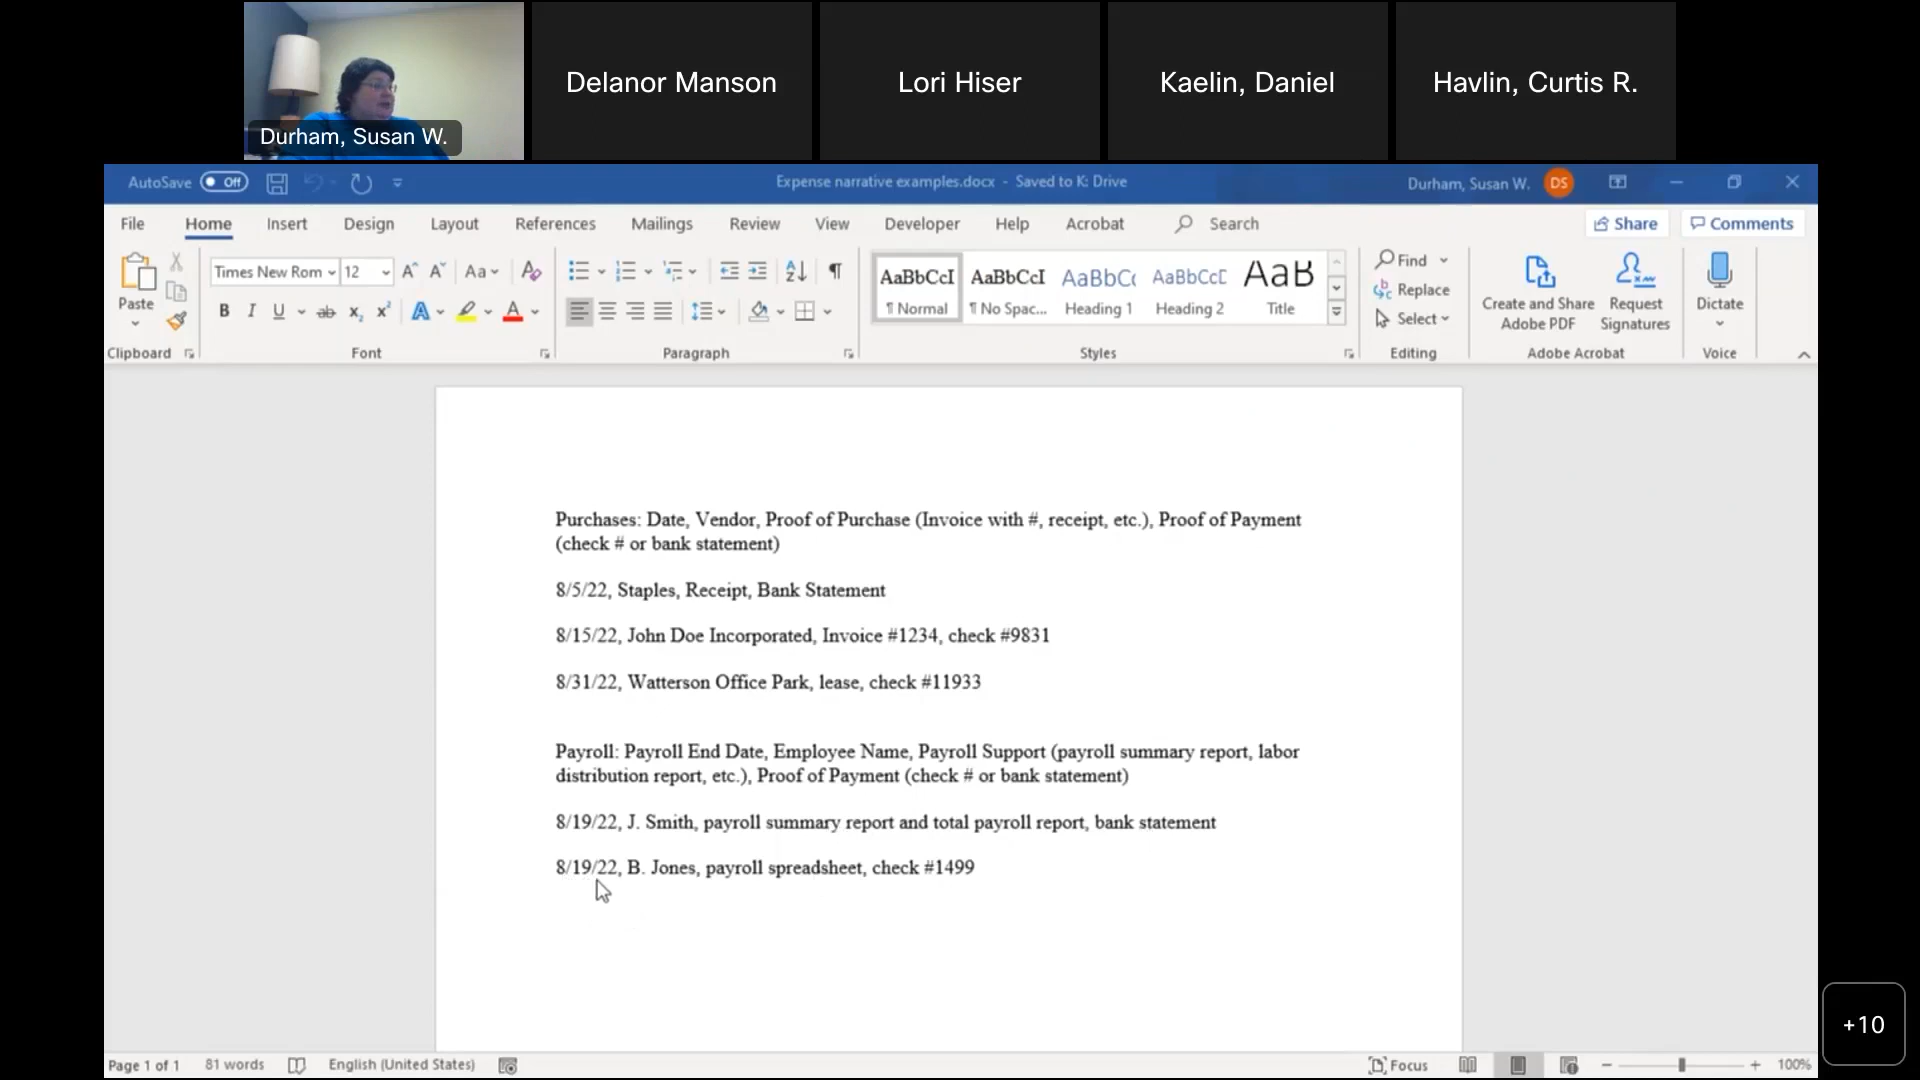 Durham, Susan W.
Delanor Manson
Lori Hiser
Kaelin, Daniel
Havlin, Curtis R.
AutoSave Off
Expense narrative examples.docx - Saved to K: Drive
Durham, Susan W. DS
File Home Insert Design Layout References Mailings Review View Developer Help Acrobat Search Share Comments
Times New Rom 12 Aa
AaBbCcI AaBbCcI AaBbC AaBbCcD AaB
Find
Replace
Select
Paste
B I U ab x₂ x² A A
¶ Normal ¶ No Spac... Heading 1 Heading 2 Title
Create and Share
Adobe PDF
Request
Signatures
Dictate
Clipboard Font Paragraph Styles Editing Adobe Acrobat Voice
Purchases: Date, Vendor, Proof of Purchase (Invoice with #, receipt, etc.), Proof of Payment
(check # or bank statement)
8/5/22, Staples, Receipt, Bank Statement
8/15/22, John Doe Incorporated, Invoice #1234, check #9831
8/31/22, Watterson Office Park, lease, check #11933
Payroll: Payroll End Date, Employee Name, Payroll Support (payroll summary report, labor
distribution report, etc.), Proof of Payment (check # or bank statement)
8/19/22, J. Smith, payroll summary report and total payroll report, bank statement
8/19/22, B. Jones, payroll spreadsheet, check #1499
+10
Page 1 of 1 81 words English (United States) Focus 100%